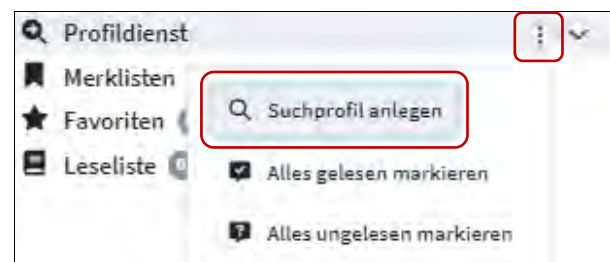 Profildienst
Merklisten
Favoriten
Leseliste
Suchprofil anlegen
Alles gelesen markieren
Alles ungelesen markieren